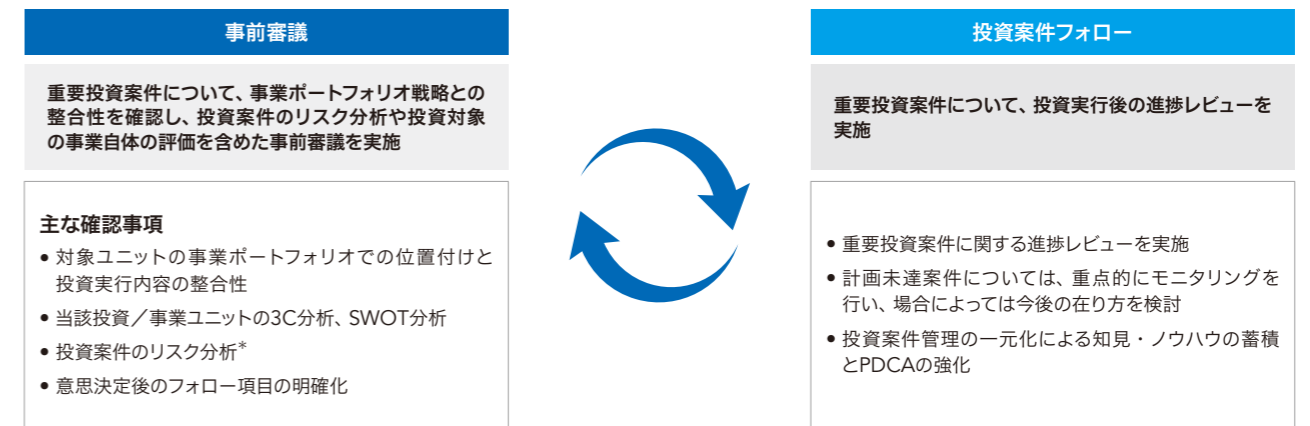 事前審議
重要投資案件について、事業ポートフォリオ戦略との
整合性を確認し、投資案件のリスク分析や投資対象
の事業自体の評価を含めた事前審議を実施
主な確認事項
• 対象ユニットの事業ポートフォリオでの位置付けと
投資実行内容の整合性
• 当該投資／事業ユニットの3C分析、SWOT分析
• 投資案件のリスク分析*
• 意思決定後のフォロー項目の明確化
投資案件フォロー
重要投資案件について、投資実行後の進捗レビューを
実施
• 重要投資案件に関する進捗レビューを実施
• 計画未達案件については、重点的にモニタリングを
行い、場合によっては今後の在り方を検討
• 投資案件管理の一元化による知見・ノウハウの蓄積
とPDCAの強化